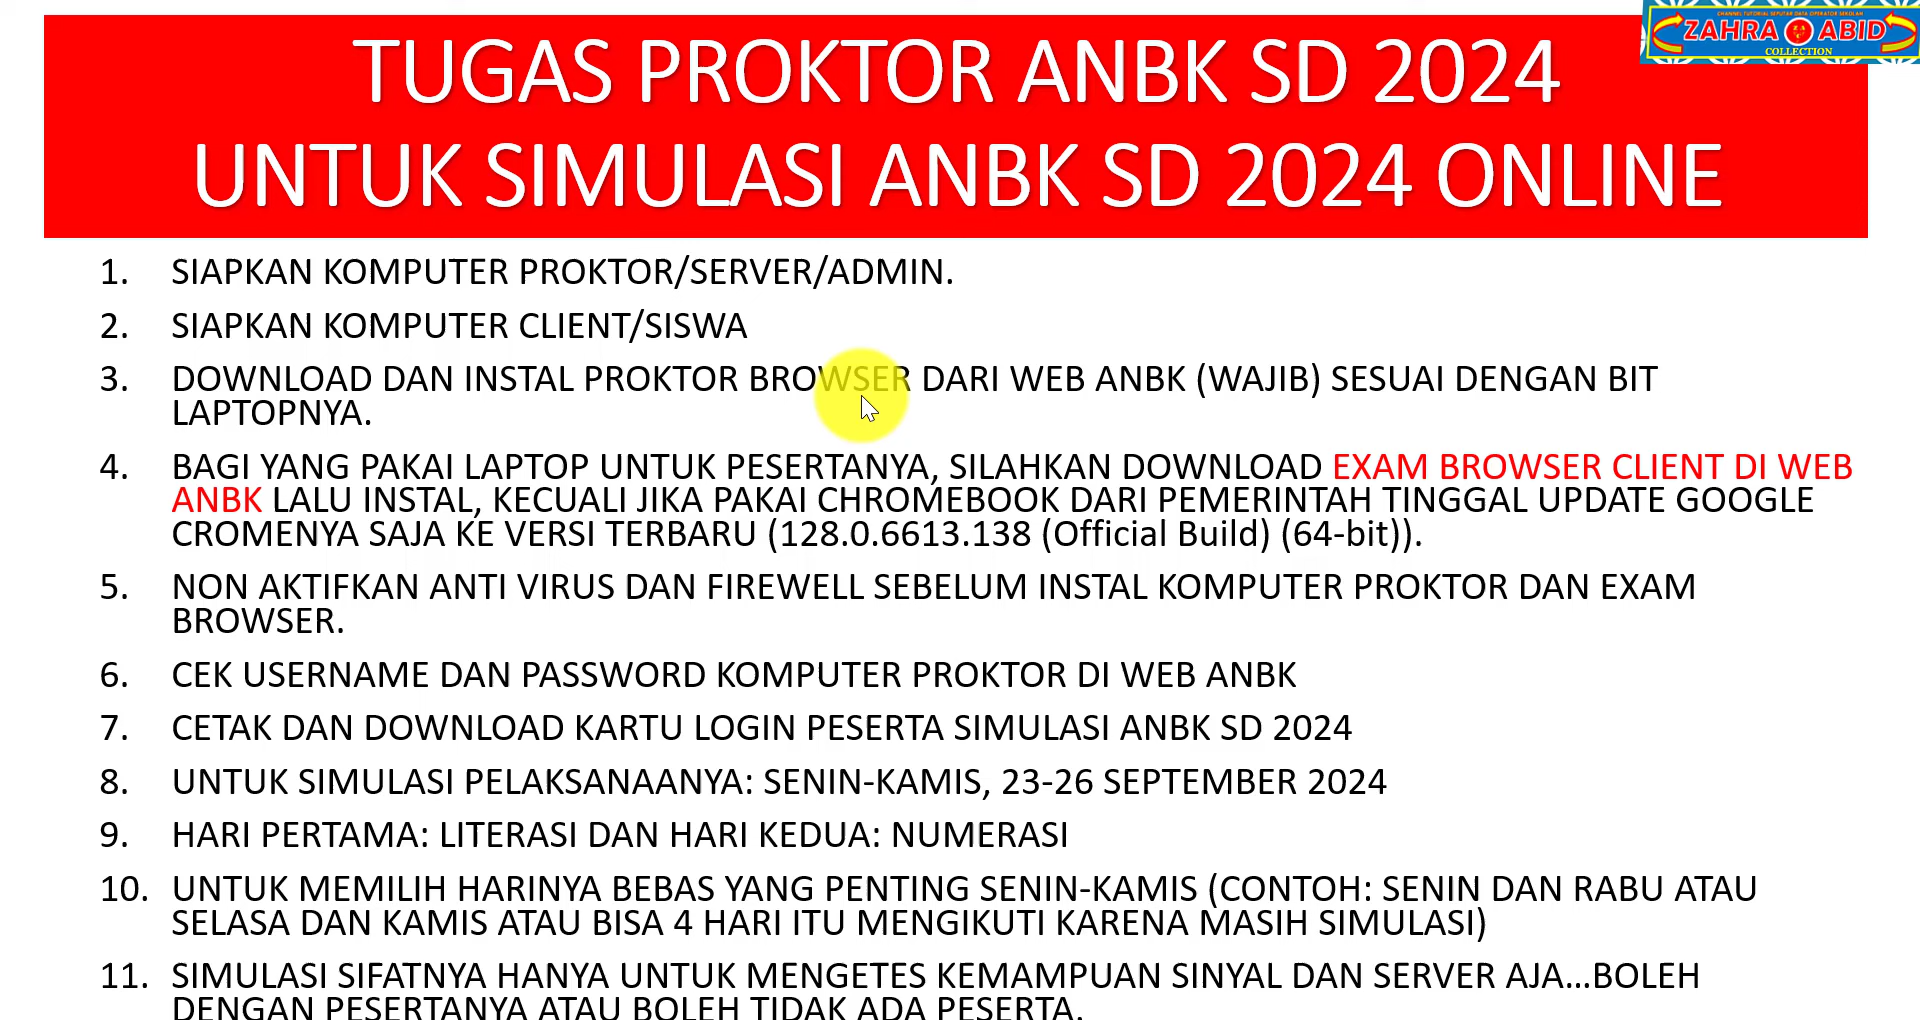 CHANNEL TUTORIAL SEPUTAR DATA OPERATOR SEKOLAH
ZAHRA ABID
COLLECTION
TUGAS PROKTOR ANBK SD 2024
UNTUK SIMULASI ANBK SD 2024 ONLINE
1. SIAPKAN KOMPUTER PROKTOR/SERVER/ADMIN.
2. SIAPKAN KOMPUTER CLIENT/SISWA
3. DOWNLOAD DAN INSTAL PROKTOR BROWSER DARI WEB ANBK (WAJIB) SESUAI DENGAN BIT
LAPTOPNYA.
4. BAGI YANG PAKAI LAPTOP UNTUK PESERTANYA, SILAHKAN DOWNLOAD EXAM BROWSER CLIENT DI WEB
ANBK LALU INSTAL, KECUALI JIKA PAKAI CHROMEBOOK DARI PEMERINTAH TINGGAL UPDATE GOOGLE
CROMENYA SAJA KE VERSI TERBARU (128.0.6613.138 (Official Build) (64-bit)).
5. NON AKTIFKAN ANTI VIRUS DAN FIREWELL SEBELUM INSTAL KOMPUTER PROKTOR DAN EXAM
BROWSER.
6. CEK USERNAME DAN PASSWORD KOMPUTER PROKTOR DI WEB ANBK
7. CETAK DAN DOWNLOAD KARTU LOGIN PESERTA SIMULASI ANBK SD 2024
8. UNTUK SIMULASI PELAKSANAANYA: SENIN-KAMIS, 23-26 SEPTEMBER 2024
9. HARI PERTAMA: LITERASI DAN HARI KEDUA: NUMERASI
10. UNTUK MEMILIH HARINYA BEBAS YANG PENTING SENIN-KAMIS (CONTOH: SENIN DAN RABU ATAU
SELASA DAN KAMIS ATAU BISA 4 HARI ITU MENGIKUTI KARENA MASIH SIMULASI)
11. SIMULASI SIFATNYA HANYA UNTUK MENGETES KEMAMPUAN SINYAL DAN SERVER AJA...BOLEH
DENGAN PESERTANYA ATAU BOLEH TIDAK ADA PESERTA.